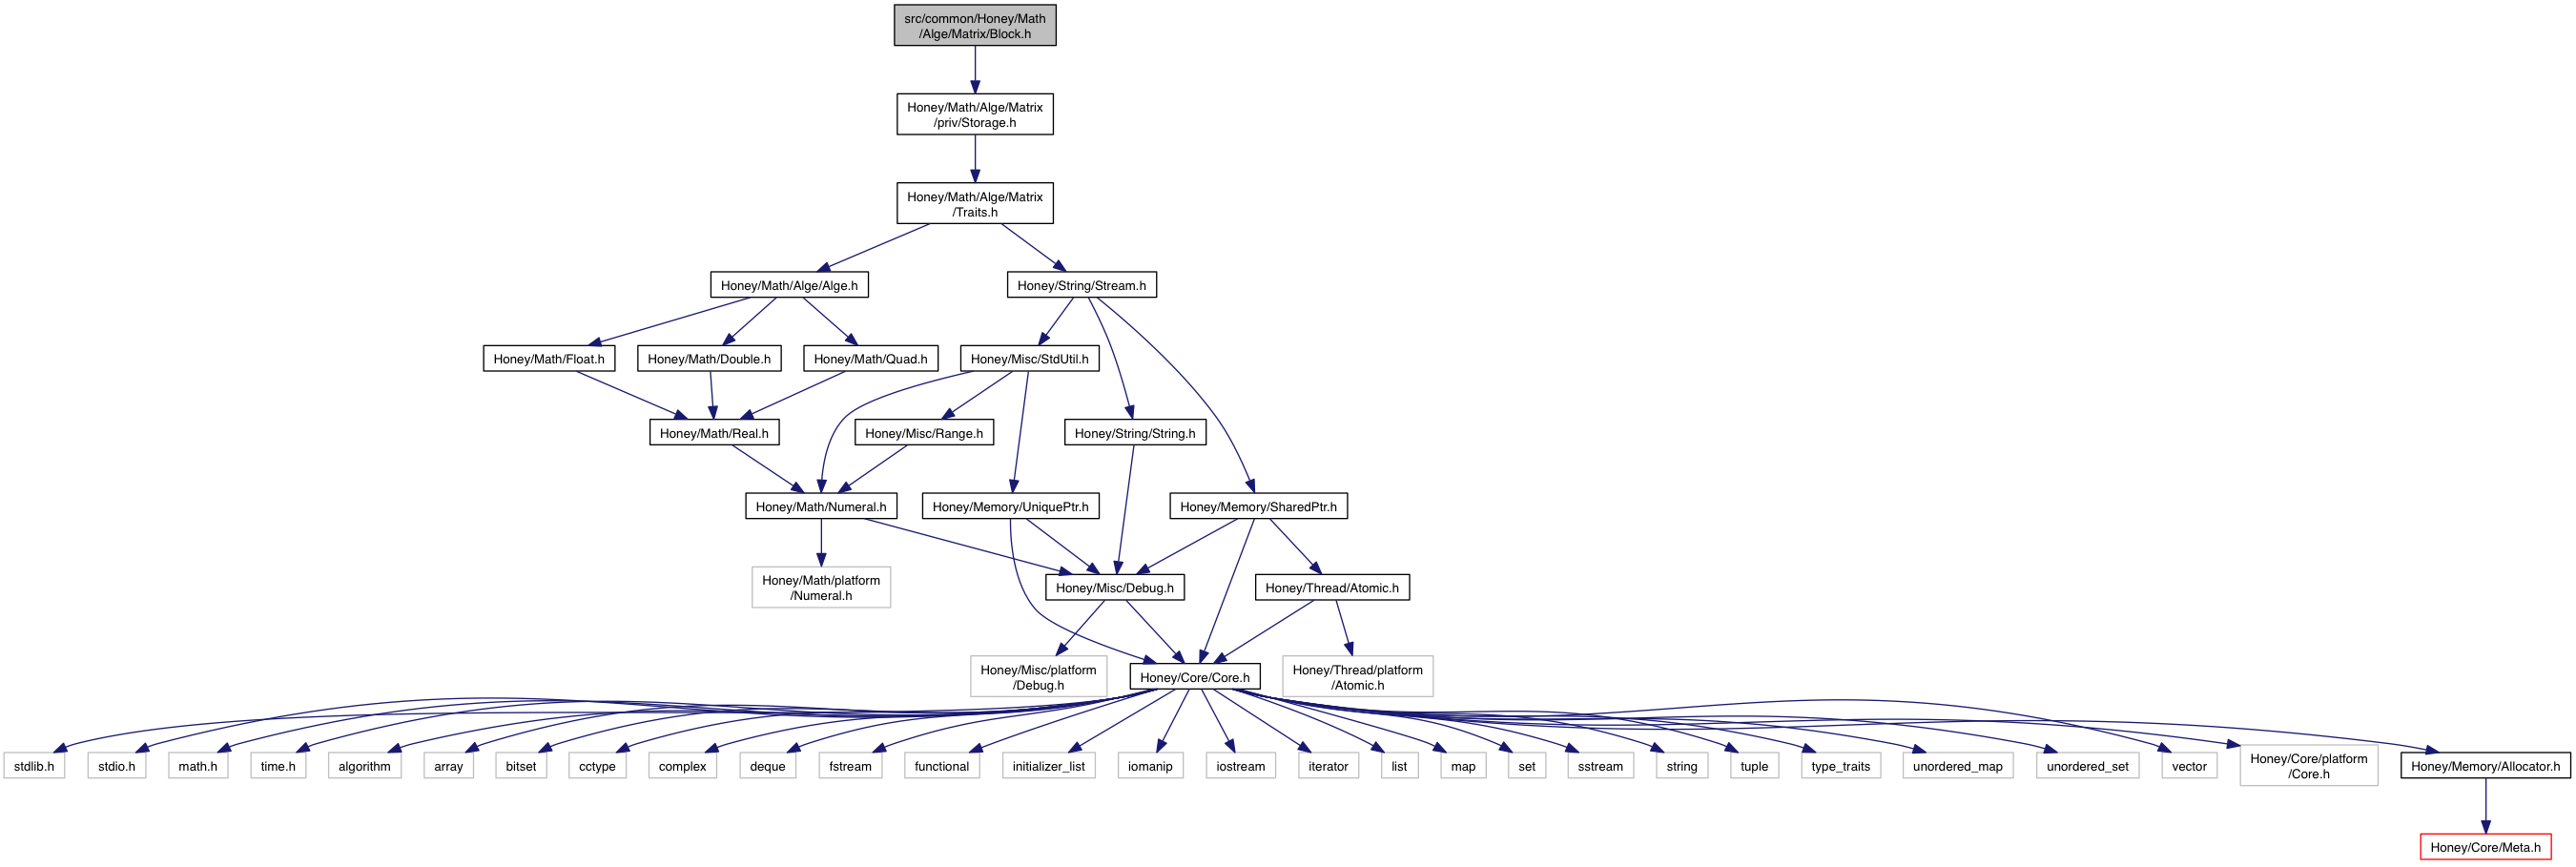 src/common/Honey/Math
/Alge/Matrix/Block.h
Honey/Math/Alge/Matrix
/priv/Storage.h
Honey/Math/Alge/Matrix
/Traits.h
Honey/Math/Alge/Alge.h
Honey/String/Stream.h
Honey/Math/Float.h
Honey/Math/Double.h
Honey/Math/Quad.h
Honey/Misc/StdUtil.h
Honey/Math/Real.h
Honey/Misc/Range.h
Honey/String/String.h
Honey/Math/Numeral.h
Honey/Memory/UniquePtr.h
Honey/Memory/SharedPtr.h
Honey/Math/platform
/Numeral.h
Honey/Misc/Debug.h
Honey/Thread/Atomic.h
Honey/Misc/platform
/Debug.h
Honey/Core/Core.h
Honey/Thread/platform
/Atomic.h
stdlib.h
stdio.h
math.h
time.h
algorithm
array
bitset
cctype
complex
deque
fstream
functional
initializer_list
iomanip
iostream
iterator
list
map
set
sstream
string
tuple
type_traits
unordered_map
unordered_set
vector
Honey/Core/platform
/Core.h
Honey/Memory/Allocator.h
Honey/Core/Meta.h